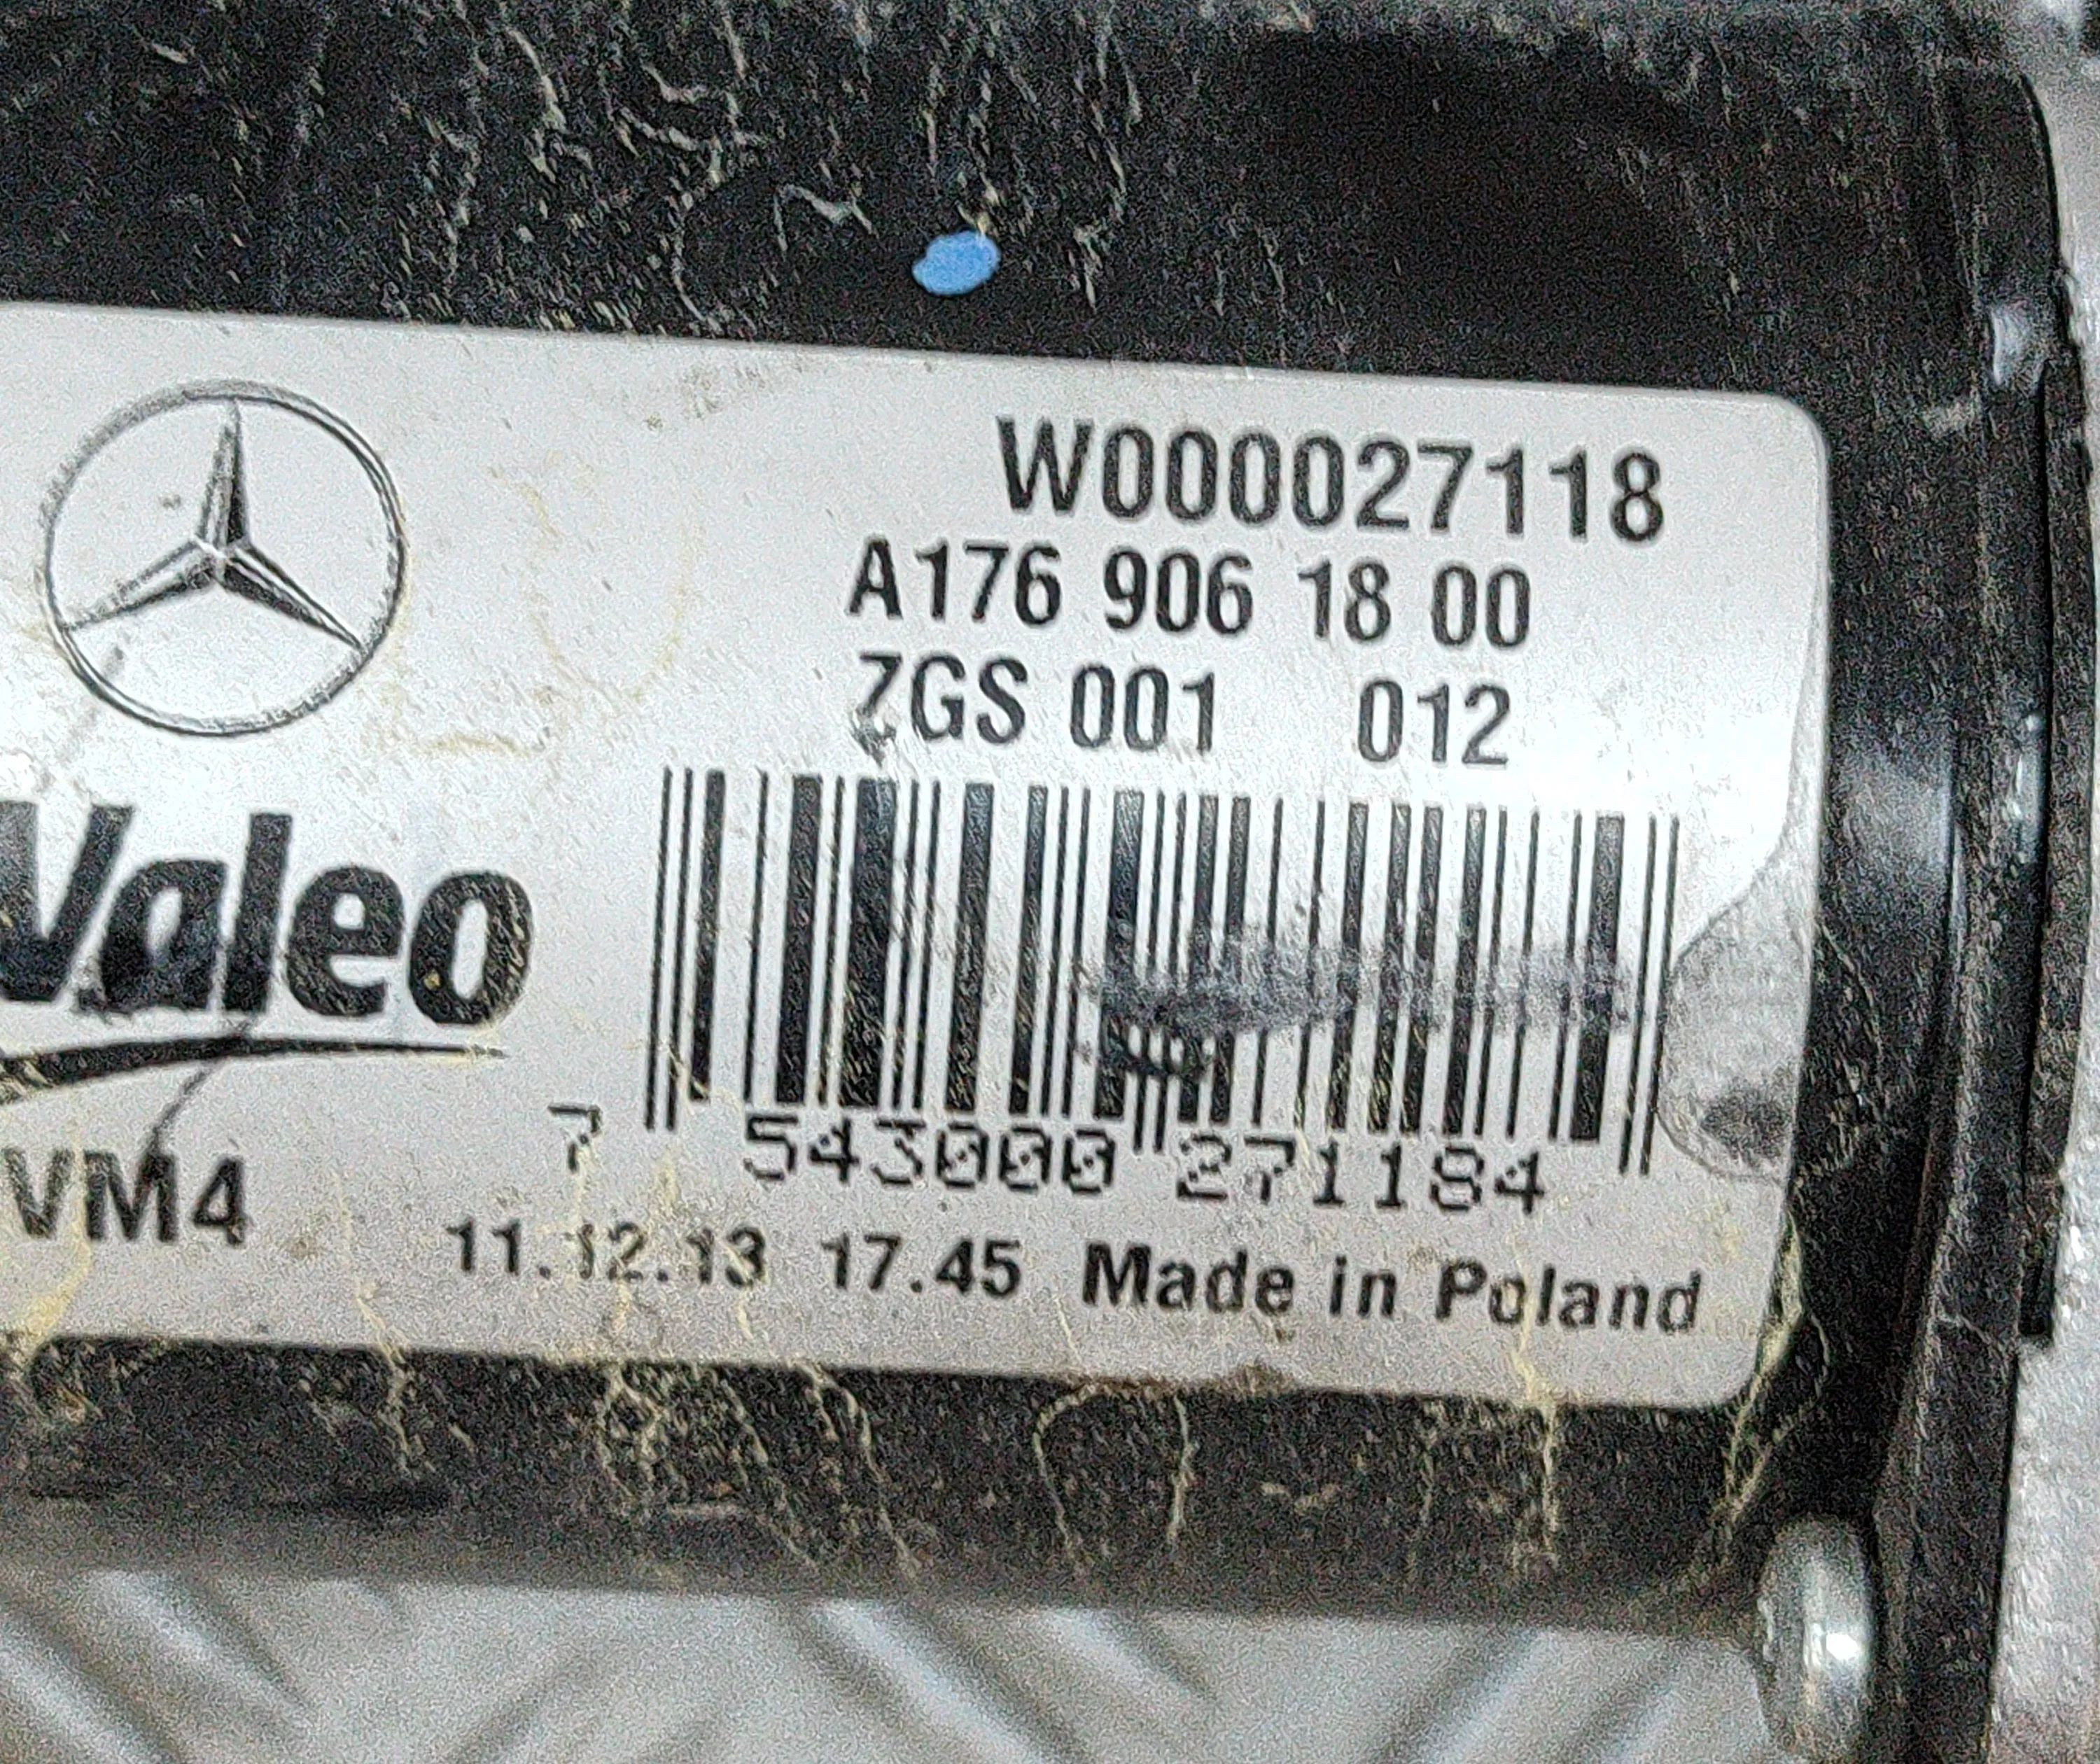 W000027118
A176 906 18 00
ZGS 001 012
Valeo
7 543000 271184
VM4
11.12.13 17.45 Made in Poland